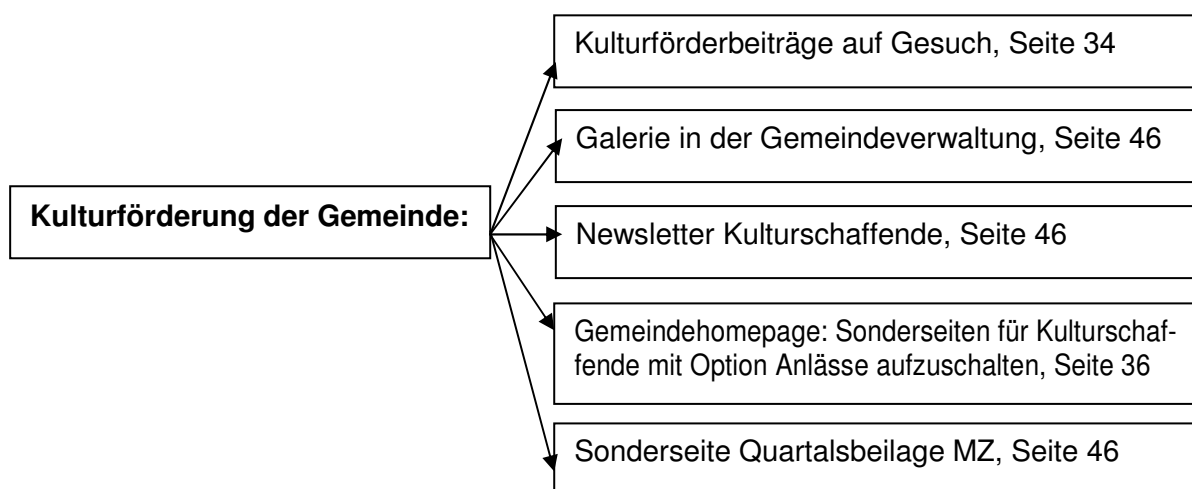 Kulturförderbeiträge auf Gesuch, Seite 34
Galerie in der Gemeindeverwaltung, Seite 46
Kulturförderung der Gemeinde:
Newsletter Kulturschaffende, Seite 46
Gemeindehomepage: Sonderseiten für Kulturschaf-
fende mit Option Anlässe aufzuschalten, Seite 36
Sonderseite Quartalsbeilage MZ, Seite 46